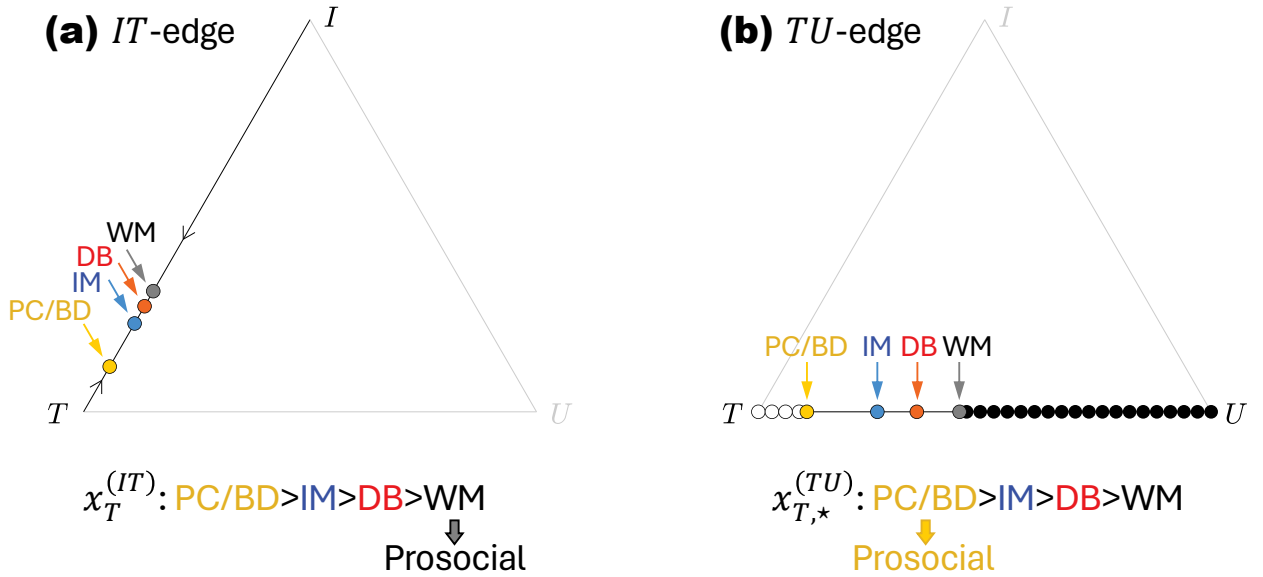 (a) IT-edge
I
WM
DB
IM
PC/BD
T
U
x_T^{(IT)}: PC/BD>IM>DB>WM
Prosocial
(b) TU-edge
I
PC/BD IM DB WM
T
U
x_{T,⋆}^{(TU)}: PC/BD>IM>DB>WM
Prosocial